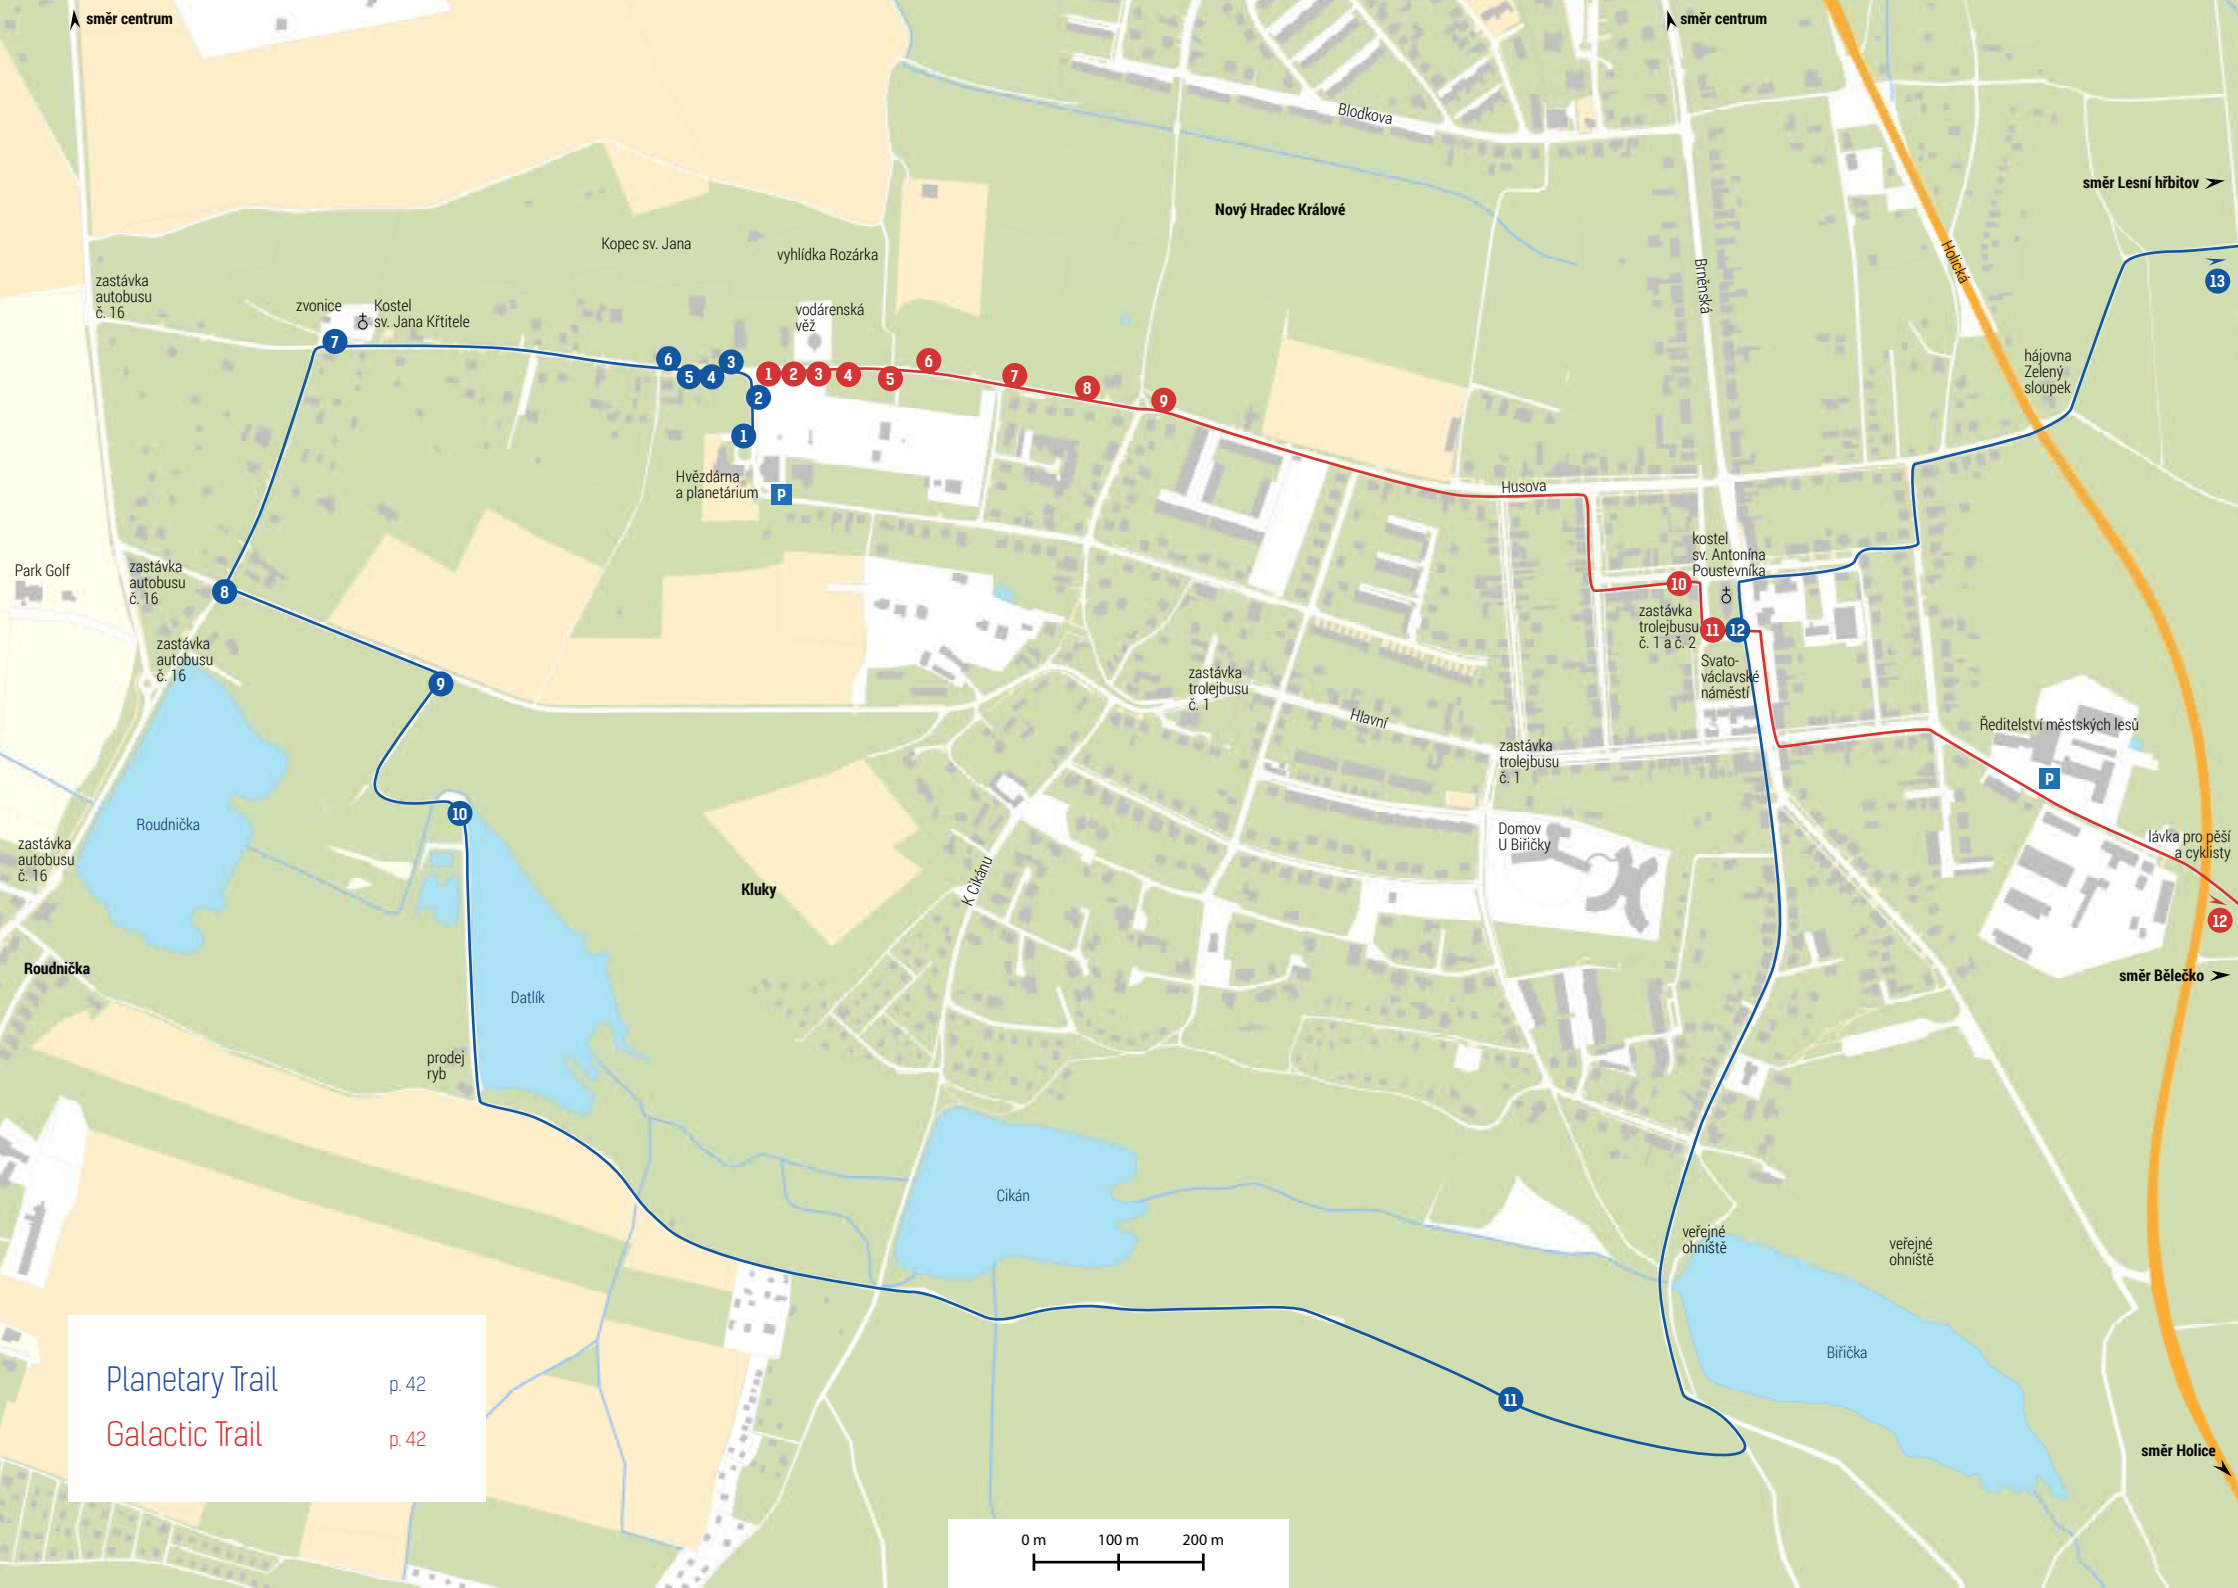 směr centrum
směr centrum
Blodkova
směr Lesní hřbitov
Nový Hradec Králové
Kopec sv. Jana
vyhlídka Rozárka
Brněnská
Holická
13
zastávka
autobusu
č. 16
zvonice
Kostel
sv. Jana Křtitele
vodárenská
věž
7
6
5
4
3
2
1
1
2
3
4
5
6
7
8
9
hájovna
Zelený
sloupek
Hvězdárna
a planetárium
P
Husova
kostel
sv. Antonína
Poustevníka
Park Golf
zastávka
autobusu
č. 16
8
10
zastávka
trolejbusu
č. 1 a č. 2
11
12
zastávka
autobusu
č. 16
9
zastávka
trolejbusu
č. 1
Svato-
václavské
náměstí
Hlavní
Ředitelství městských lesů
P
zastávka
trolejbusu
č. 1
Roudnička
10
Domov
U Biřičky
lávka pro pěší
a cyklisty
zastávka
autobusu
č. 16
K Cikánu
Kluky
12
Roudnička
směr Bělečko
Datlík
prodej
ryb
Cikán
veřejné
ohniště
veřejné
ohniště
Biřička
11
směr Holice
Planetary Trail p. 42
Galactic Trail p. 42
0 m 100 m 200 m